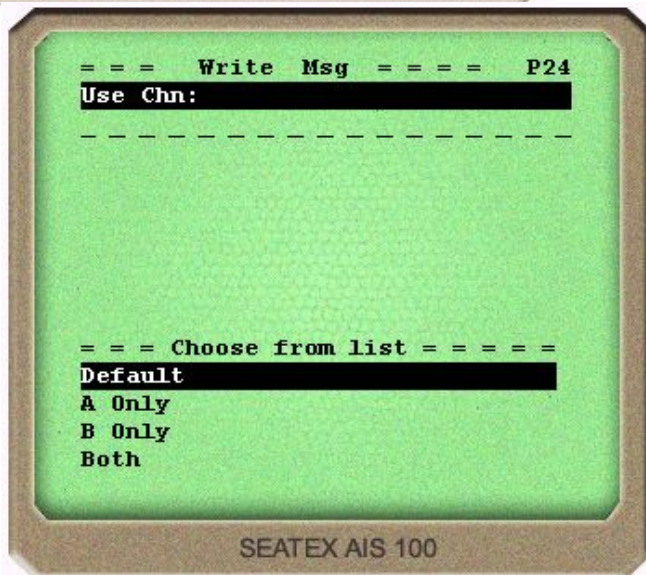 = = = Write Msg = = = = P24
Use Chn:
_ _ _ _ _ _ _ _ _ _ _ _ _ _ _ _ _
= = = Choose from list = = = = =
Default
A Only
B Only
Both
SEATEX AIS 100